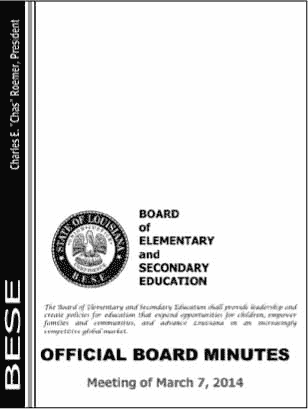 Charles E. "Chas" Roemer, President
BESE
BOARD
of
ELEMENTARY
and
SECONDARY
EDUCATION
STATE OF LOUISIANA
B.E.S.E.
The Board of Elementary and Secondary Education shall provide leadership and
create policies for education that expand opportunities for children, empower
families and communities, and advance Louisiana in an increasingly
competitive global market.
OFFICIAL BOARD MINUTES
Meeting of March 7, 2014